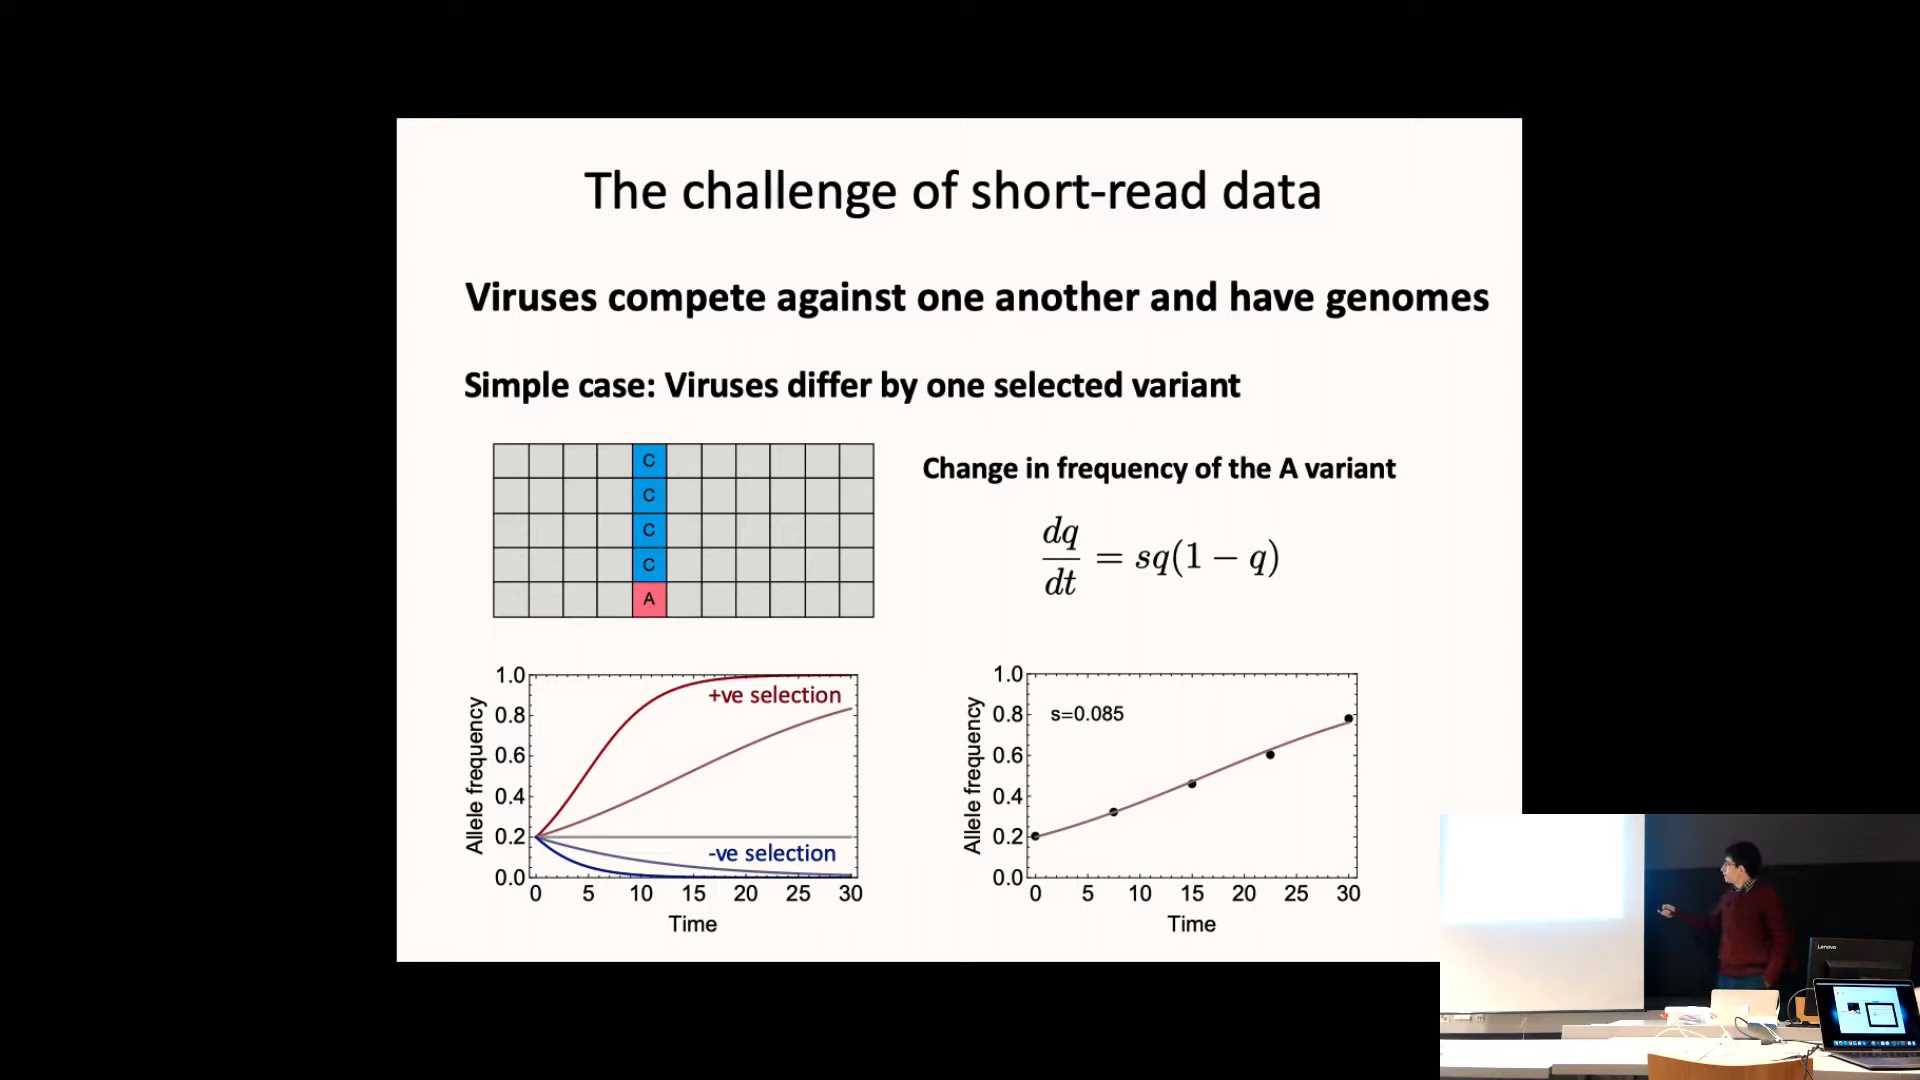 The challenge of short-read data
Viruses compete against one another and have genomes
Simple case: Viruses differ by one selected variant
C
C
C
C
A
Change in frequency of the A variant
dq/dt = sq(1 − q)
1.0
0.8
0.6
0.4
0.2
0.0
Allele frequency
+ve selection
-ve selection
0 5 10 15 20 25 30
Time
1.0
0.8
0.6
0.4
0.2
0.0
Allele frequency
s=0.085
0 5 10 15 20 25 30
Time
Lenovo